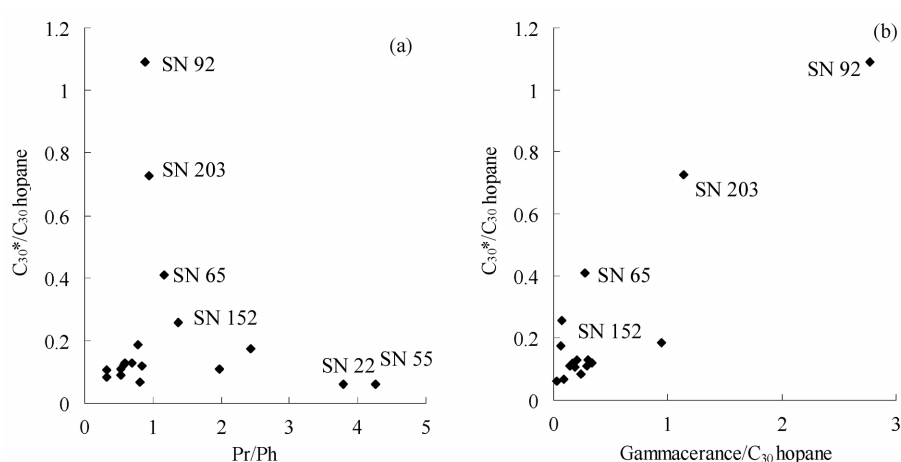 (a)
1.2
1
0.8
0.6
0.4
0.2
0
0 1 2 3 4 5
C₃₀*/C₃₀ hopane
Pr/Ph
SN 92
SN 203
SN 65
SN 152
SN 22
SN 55
(b)
1.2
1
0.8
0.6
0.4
0.2
0
0 1 2 3
C₃₀*/C₃₀ hopane
Gammacerance/C₃₀ hopane
SN 92
SN 203
SN 65
SN 152